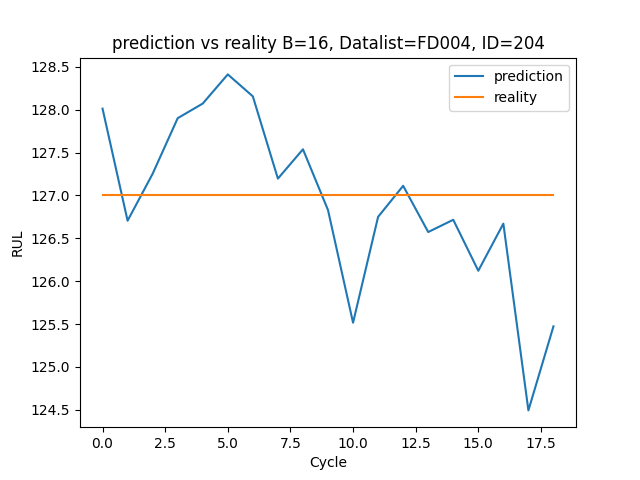 prediction vs reality B=16, Datalist=FD004, ID=204
128.5
128.0
127.5
127.0
126.5
126.0
125.5
125.0
124.5
RUL
prediction
reality
0.0 2.5 5.0 7.5 10.0 12.5 15.0 17.5
Cycle